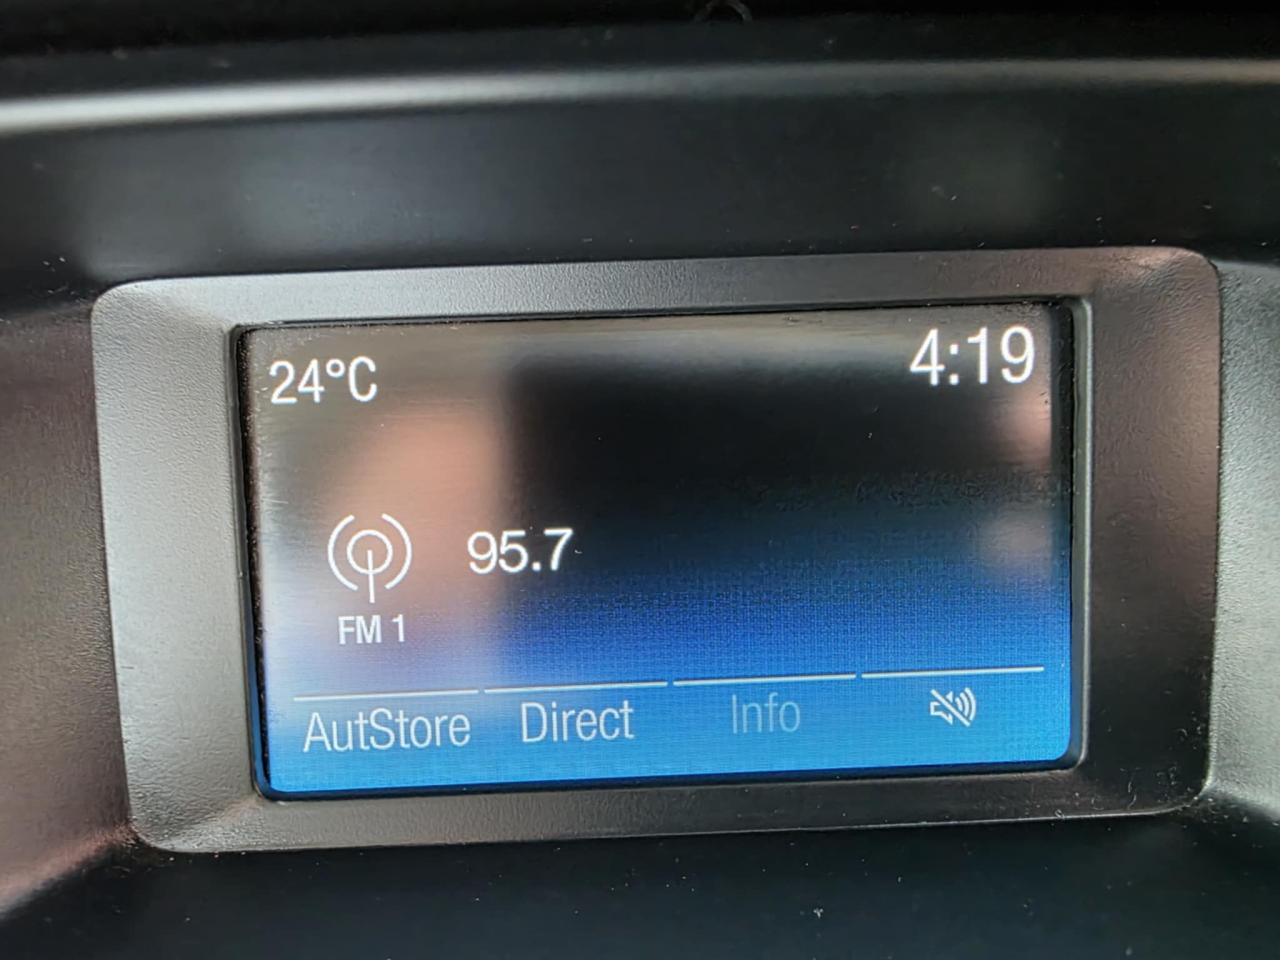 24°C 4:19
95.7
FM 1
AutStore Direct Info